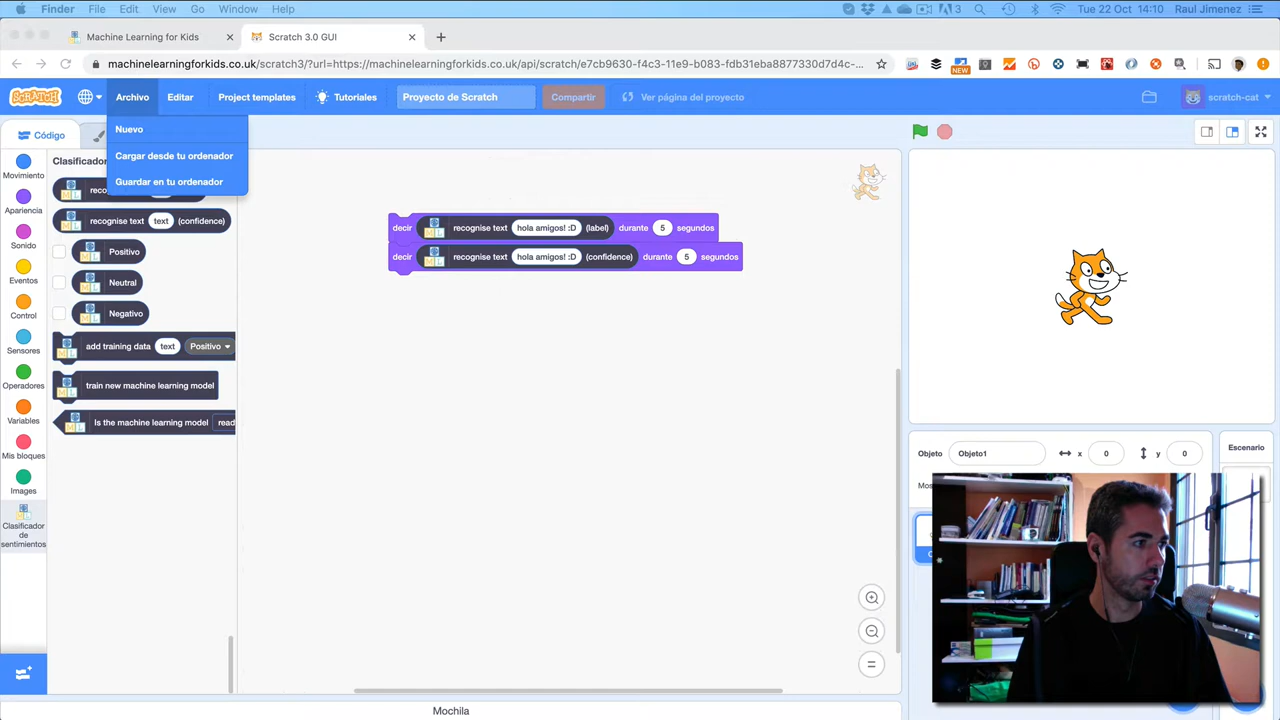 Finder File Edit View Go Window Help 3 Tue 22 Oct 14:10 Raul Jimenez
Machine Learning for Kids Scratch 3.0 GUI
machinelearningforkids.co.uk/scratch3/?url=https://machinelearningforkids.co.uk/api/scratch/e7cb9630-f4c3-11e9-b083-fdb31eba8877330d7d4c-... NEW
SCRATCH Archivo Editar Project templates Tutoriales Proyecto de Scratch Compartir Ver página del proyecto scratch-cat
Código
Nuevo
Cargar desde tu ordenador
Guardar en tu ordenador
Movimiento
Apariencia
Sonido
Eventos
Control
Sensores
Operadores
Variables
Mis bloques
Images
Clasificador
de
sentimientos
Clasificador
recognise text text (confidence)
Positivo
Neutral
Negativo
add training data text Positivo
train new machine learning model
Is the machine learning model read
decir recognise text hola amigos! :D (label) durante 5 segundos
decir recognise text hola amigos! :D (confidence) durante 5 segundos
Objeto Objeto1 x 0 y 0
Escenario
Mochila